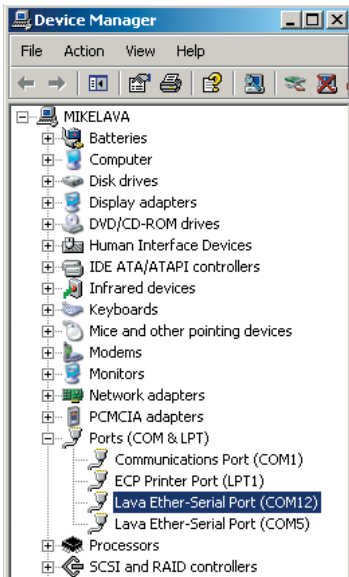 Device Manager
File Action View Help
MIKELAVA
Batteries
Computer
Disk drives
Display adapters
DVD/CD-ROM drives
Human Interface Devices
IDE ATA/ATAPI controllers
Infrared devices
Keyboards
Mice and other pointing devices
Modems
Monitors
Network adapters
PCMCIA adapters
Ports (COM & LPT)
Communications Port (COM1)
ECP Printer Port (LPT1)
Lava Ether-Serial Port (COM12)
Lava Ether-Serial Port (COM5)
Processors
SCSI and RAID controllers